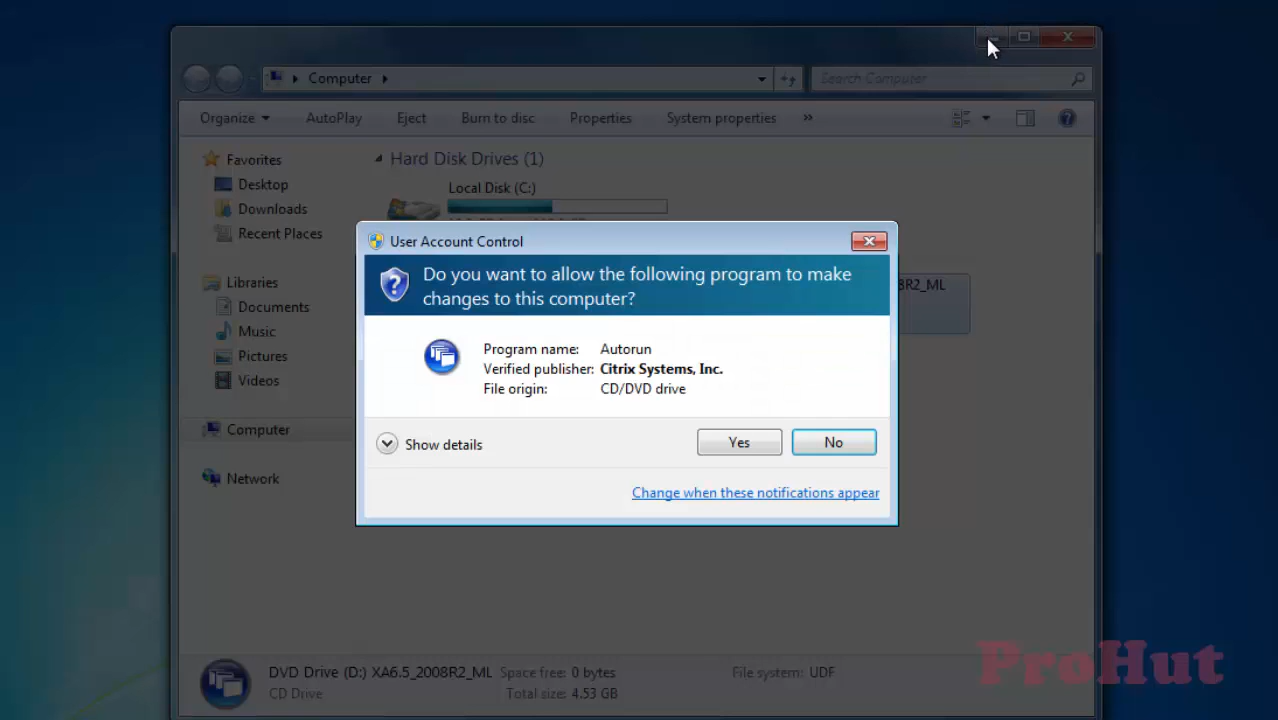 Computer
Search Computer
Organize AutoPlay Eject Burn to disc Properties System properties »
Favorites
Desktop
Downloads
Recent Places
Libraries
Documents
Music
Pictures
Videos
Computer
Network
Hard Disk Drives (1)
Local Disk (C:)
8R2_ML
User Account Control
Do you want to allow the following program to make
changes to this computer?
Program name: Autorun
Verified publisher: Citrix Systems, Inc.
File origin: CD/DVD drive
Show details
Yes No
Change when these notifications appear
DVD Drive (D:) XA6.5_2008R2_ML Space free: 0 bytes File system: UDF
CD Drive Total size: 4.53 GB
ProHut